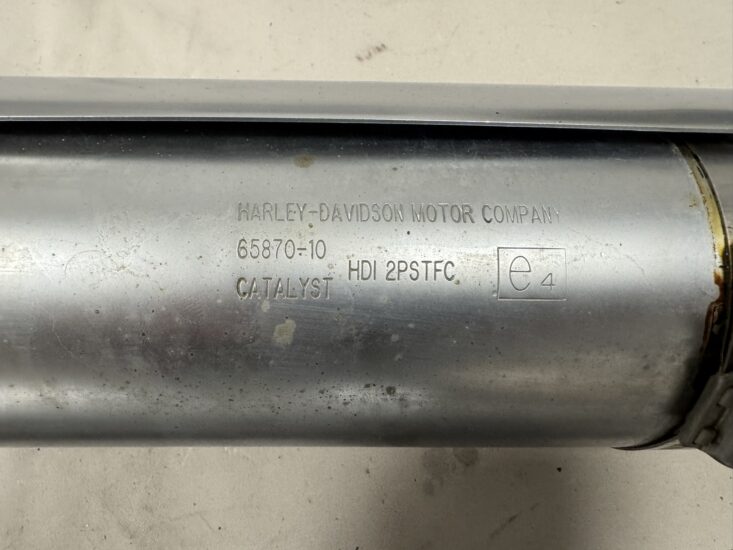 HARLEY-DAVIDSON MOTOR COMPANY
65870-10
HDI 2PSTFC
CATALYST
e4